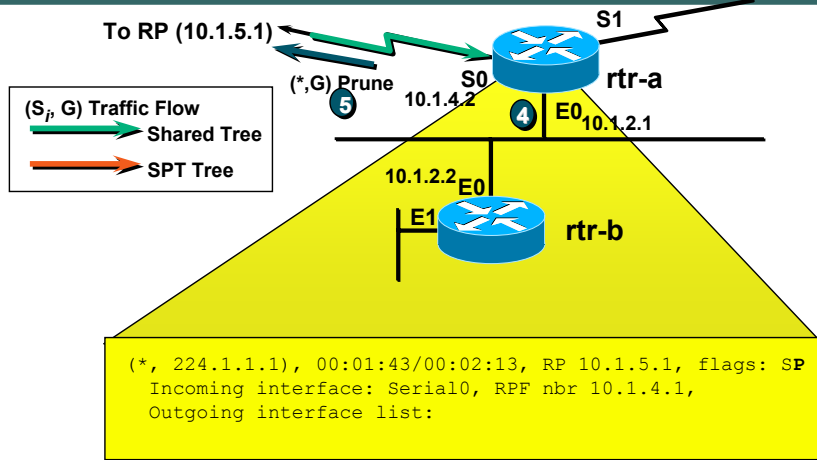 S1
To RP (10.1.5.1)
(*,G) Prune
5
S0
rtr-a
10.1.4.2
(Si, G) Traffic Flow
Shared Tree
SPT Tree
4
E0
10.1.2.1
10.1.2.2
E0
E1
rtr-b
(*, 224.1.1.1), 00:01:43/00:02:13, RP 10.1.5.1, flags: SP
Incoming interface: Serial0, RPF nbr 10.1.4.1,
Outgoing interface list: